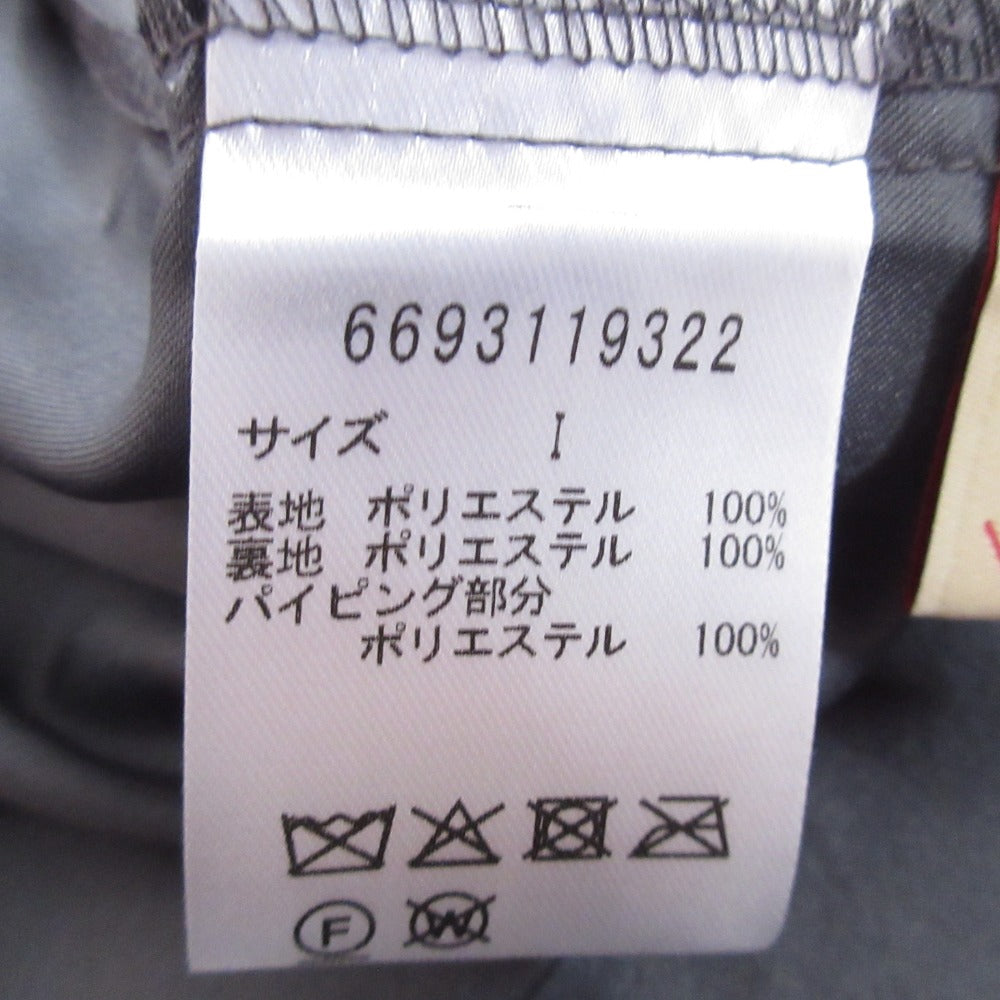 6693119322
サイズ I
表地 ポリエステル 100%
裏地 ポリエステル 100%
パイピング部分
ポリエステル 100%
F W